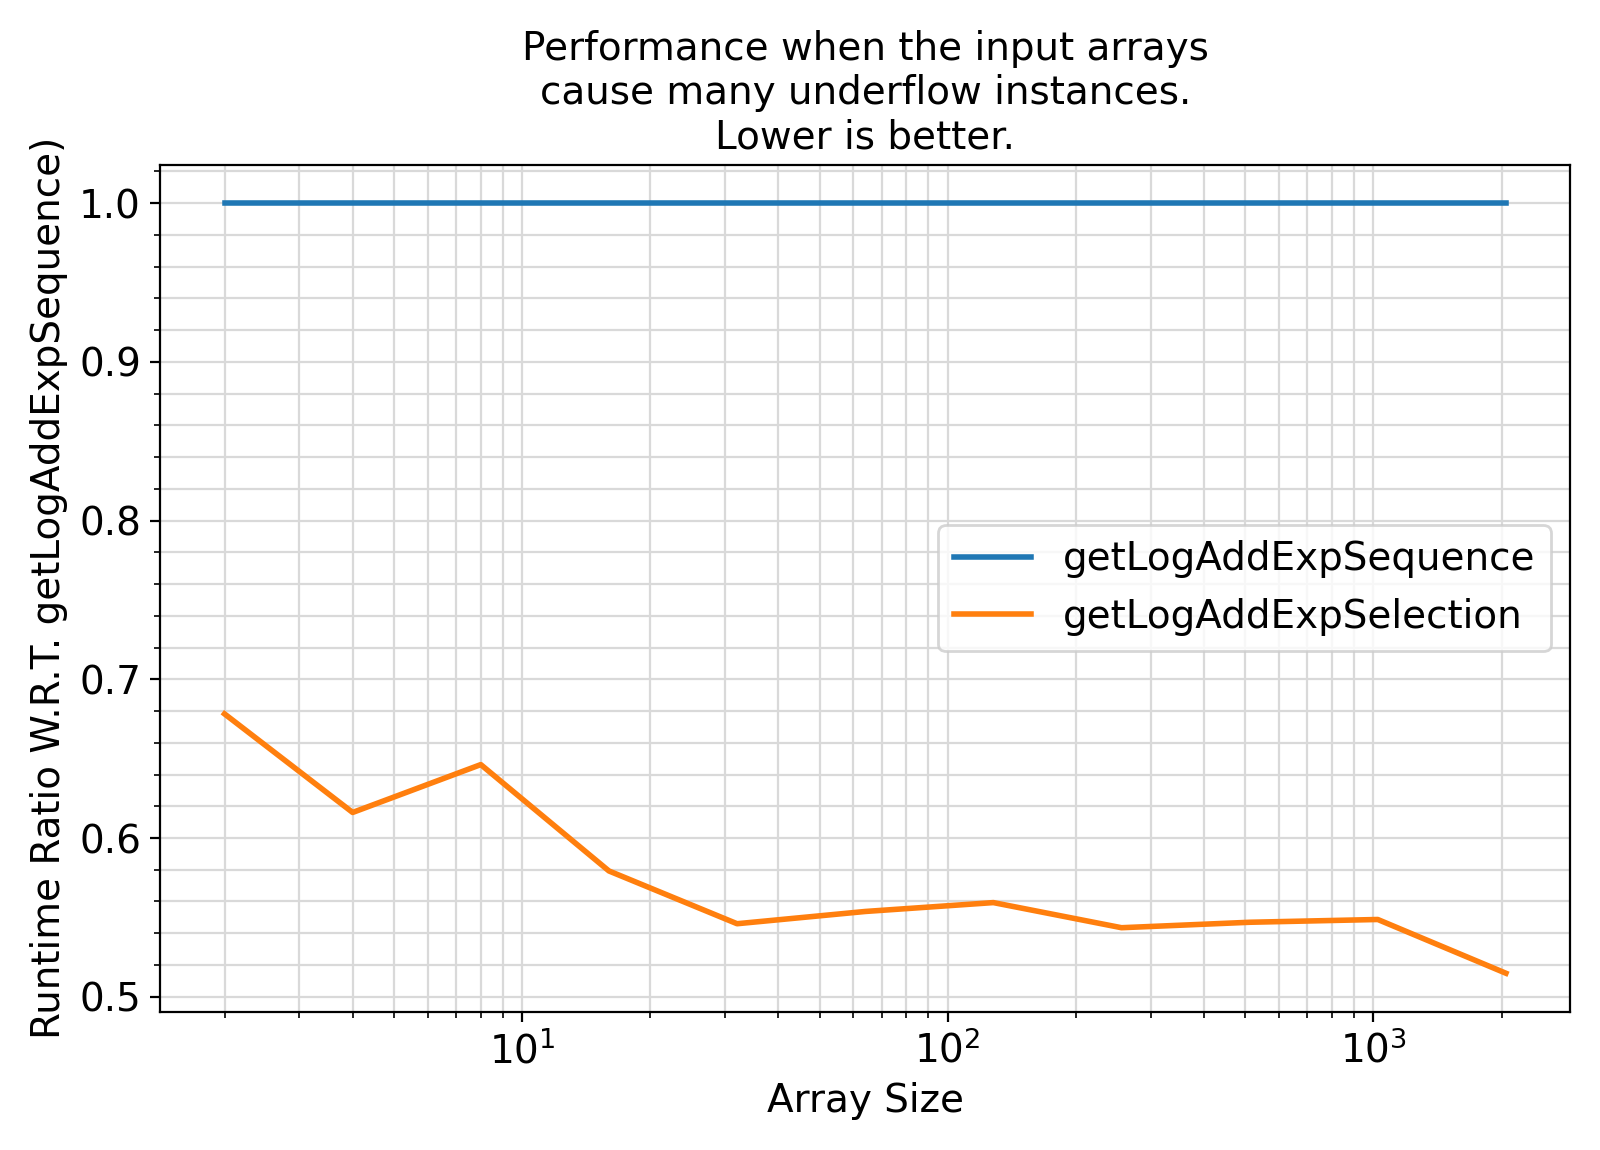 Performance when the input arrays
cause many underflow instances.
Lower is better.
Runtime Ratio W.R.T. getLogAddExpSequence)
1.0
0.9
0.8
0.7
0.6
0.5
getLogAddExpSequence
getLogAddExpSelection
10¹ 10² 10³
Array Size